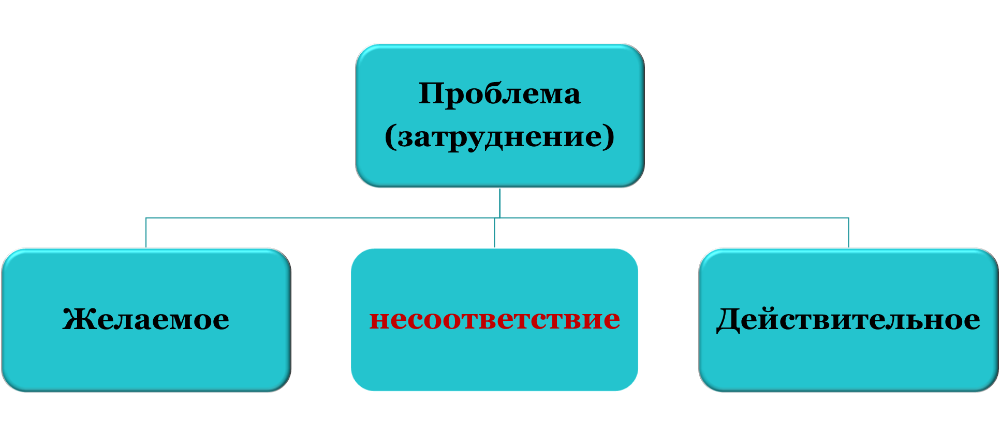 Проблема
(затруднение)
Желаемое
несоответствие
Действительное